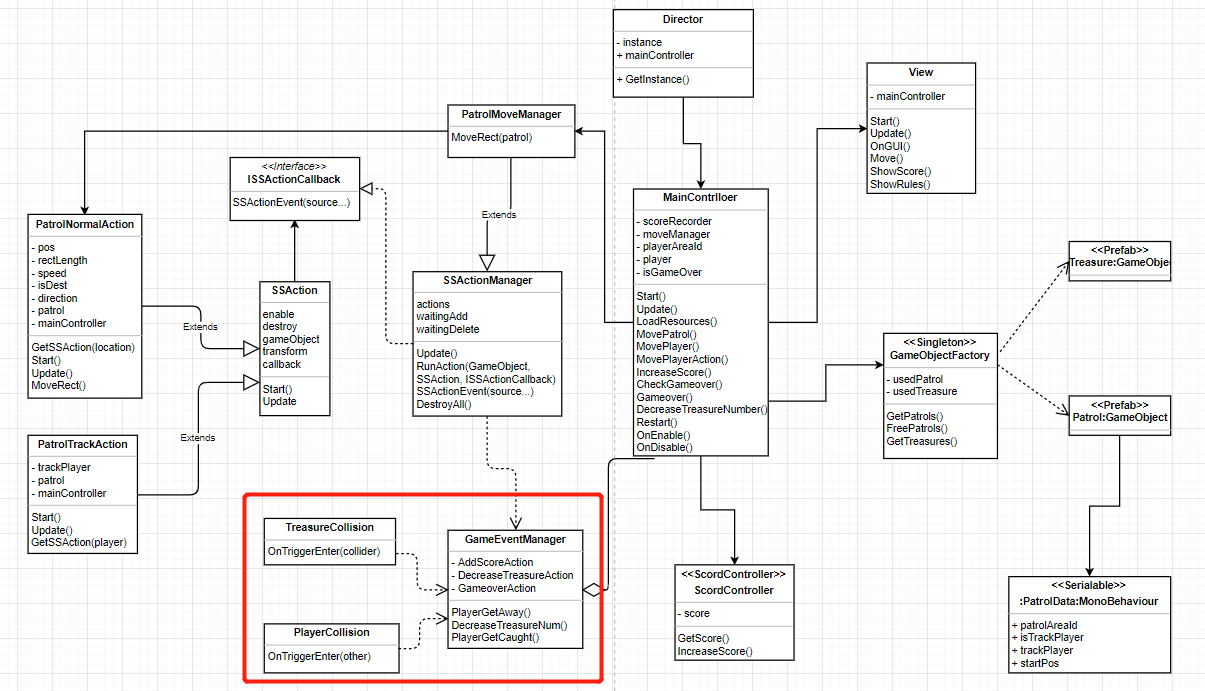 Director
- instance
+ mainController
+ GetInstance()
View
- mainController
Start()
Update()
OnGUI()
Move()
ShowScore()
ShowRules()
PatrolMoveManager
MoveRect(patrol)
<<Interface>>
ISSActionCallback
SSActionEvent(source...)
Extends
MainContrlloer
- scoreRecorder
- moveManager
- playerAreaId
- player
- isGameOver
Start()
Update()
LoadResources()
MovePatrol()
MovePlayer()
MovePlayerAction()
IncreaseScore()
CheckGameover()
Gameover()
DecreaseTreasureNumber()
Restart()
OnEnable()
OnDisable()
PatrolNormalAction
- pos
- rectLength
- speed
- isDest
- direction
- patrol
- mainController
GetSSAction(location)
Start()
Update()
MoveRect()
Extends
SSAction
enable
destroy
gameObject
transform
callback
Start()
Update
SSActionManager
actions
waitingAdd
waitingDelete
Update()
RunAction(GameObject,
SSAction, ISSActionCallback)
SSActionEvent(source...)
DestroyAll()
<<Prefab>>
Treasure:GameObje
<<Singleton>>
GameObjectFactory
- usedPatrol
- usedTreasure
GetPatrols()
FreePatrols()
GetTreasures()
<<Prefab>>
Patrol:GameObject
Extends
PatrolTrackAction
- trackPlayer
- patrol
- mainController
Start()
Update()
GetSSAction(player)
TreasureCollision
OnTriggerEnter(collider)
GameEventManager
- AddScoreAction
- DecreaseTreasureAction
- GameoverAction
PlayerGetAway()
DecreaseTreasureNum()
PlayerGetCaught()
PlayerCollision
OnTriggerEnter(other)
<<ScordController>>
ScordController
- score
GetScore()
IncreaseScore()
<<Serialable>>
:PatrolData:MonoBehaviour
+ patrolAreaId
+ isTrackPlayer
+ trackPlayer
+ startPos